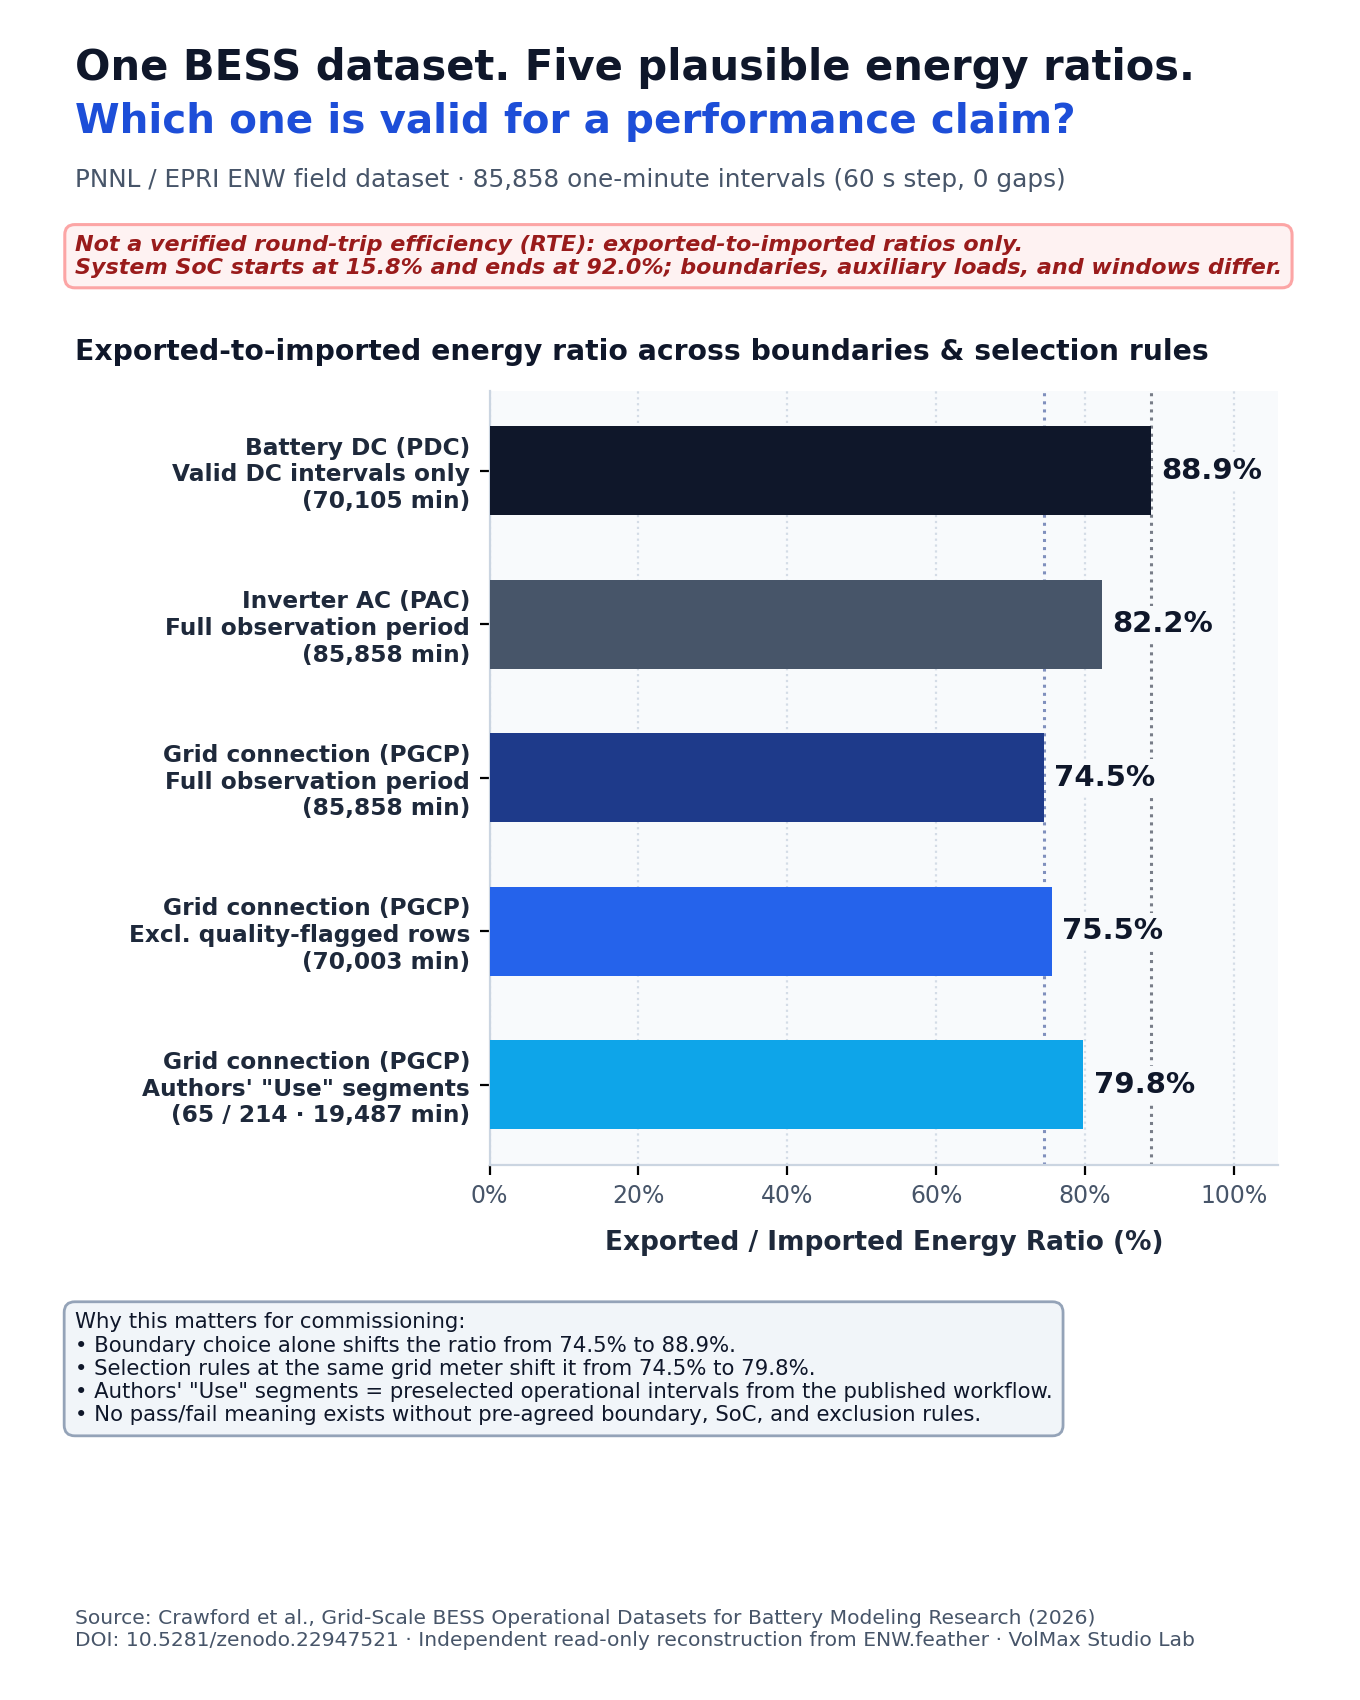 One BESS dataset. Five plausible energy ratios.
Which one is valid for a performance claim?
PNNL / EPRI ENW field dataset · 85,858 one-minute intervals (60 s step, 0 gaps)
Not a verified round-trip efficiency (RTE): exported-to-imported ratios only.
System SoC starts at 15.8% and ends at 92.0%; boundaries, auxiliary loads, and windows differ.
Exported-to-imported energy ratio across boundaries & selection rules
Battery DC (PDC)
Valid DC intervals only
(70,105 min)
88.9%
Inverter AC (PAC)
Full observation period
(85,858 min)
82.2%
Grid connection (PGCP)
Full observation period
(85,858 min)
74.5%
Grid connection (PGCP)
Excl. quality-flagged rows
(70,003 min)
75.5%
Grid connection (PGCP)
Authors' "Use" segments
(65 / 214 · 19,487 min)
79.8%
0% 20% 40% 60% 80% 100%
Exported / Imported Energy Ratio (%)
Why this matters for commissioning:
• Boundary choice alone shifts the ratio from 74.5% to 88.9%.
• Selection rules at the same grid meter shift it from 74.5% to 79.8%.
• Authors' "Use" segments = preselected operational intervals from the published workflow.
• No pass/fail meaning exists without pre-agreed boundary, SoC, and exclusion rules.
Source: Crawford et al., Grid-Scale BESS Operational Datasets for Battery Modeling Research (2026)
DOI: 10.5281/zenodo.22947521 · Independent read-only reconstruction from ENW.feather · VolMax Studio Lab